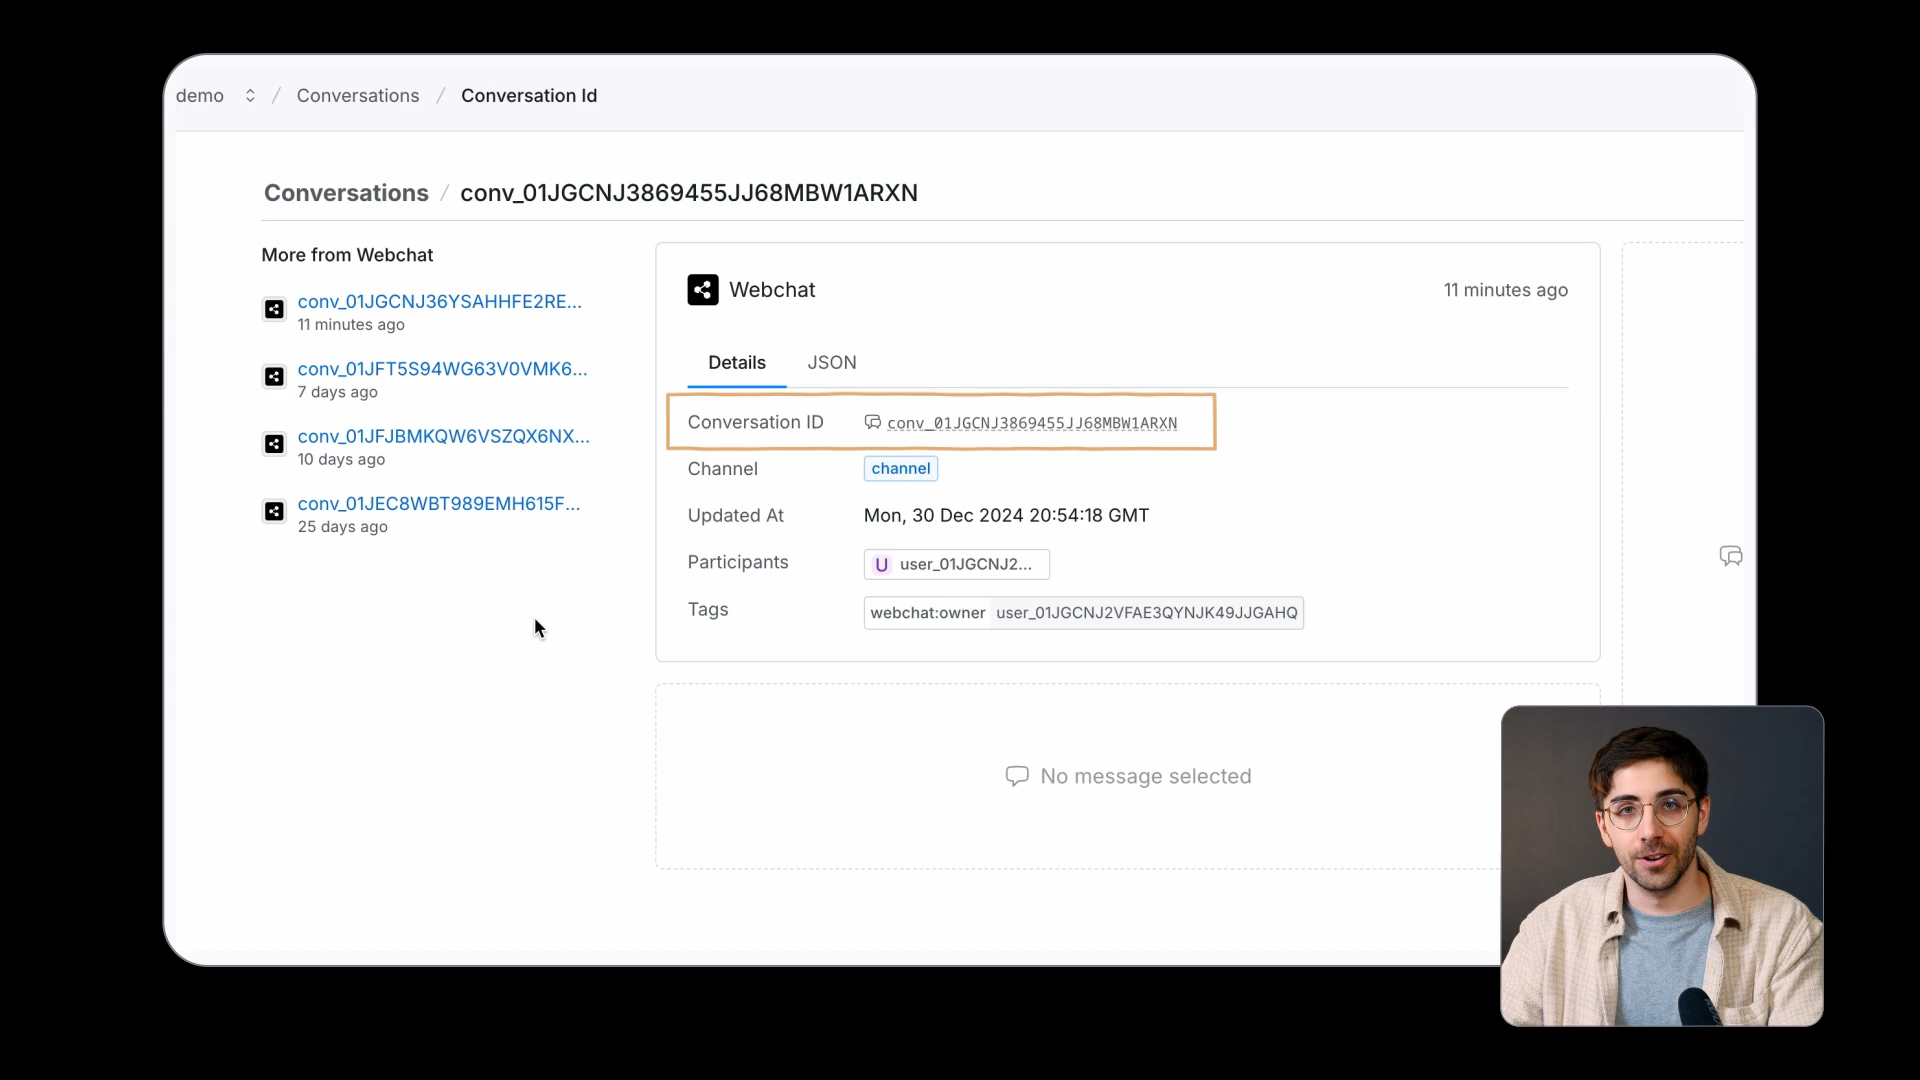 demo / Conversations / Conversation Id
Conversations / conv_01JGCNJ3869455JJ68MBW1ARXN
More from Webchat
conv_01JGCNJ36YSAHHFE2RE...
11 minutes ago
conv_01JFT5S94WG63V0VMK6...
7 days ago
conv_01JFJBMKQW6VSZQX6NX...
10 days ago
conv_01JEC8WBT989EMH615F...
25 days ago
Webchat
11 minutes ago
Details JSON
Conversation ID conv_01JGCNJ3869455JJ68MBW1ARXN
Channel channel
Updated At Mon, 30 Dec 2024 20:54:18 GMT
Participants U user_01JGCNJ2...
Tags webchat:owner user_01JGCNJ2VFAE3QYNJK49JJGAHQ
No message selected